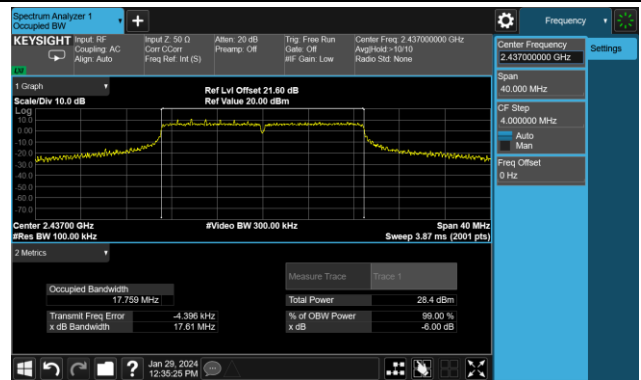 Spectrum Analyzer 1
Occupied BW
Frequency
KEYSIGHT
Input: RF
Coupling: AC
Align: Auto
Input Z: 50 Ω
Corr CCorr
Freq Ref: Int (S)
Atten: 20 dB
Preamp: Off
Trig: Free Run
Gate: Off
#IF Gain: Low
Center Freq: 2.437000000 GHz
Avg|Hold:>10/10
Radio Std: None
Center Frequency
2.437000000 GHz
Settings
Span
40.000 MHz
CF Step
4.000000 MHz
Auto
Man
Freq Offset
0 Hz
1 Graph
Scale/Div 10.0 dB
Ref Lvl Offset 21.60 dB
Ref Value 20.00 dBm
Log
10.0
0.00
-10.0
-20.0
-30.0
-40.0
-50.0
-60.0
-70.0
Center 2.43700 GHz
#Res BW 100.00 kHz
#Video BW 300.00 kHz
Span 40 MHz
Sweep 3.87 ms (2001 pts)
2 Metrics
Measure Trace
Trace 1
Occupied Bandwidth
17.759 MHz
Total Power
28.4 dBm
Transmit Freq Error
-4.396 kHz
% of OBW Power
99.00 %
x dB Bandwidth
17.61 MHz
x dB
-6.00 dB
?
Jan 29, 2024
12:35:25 PM